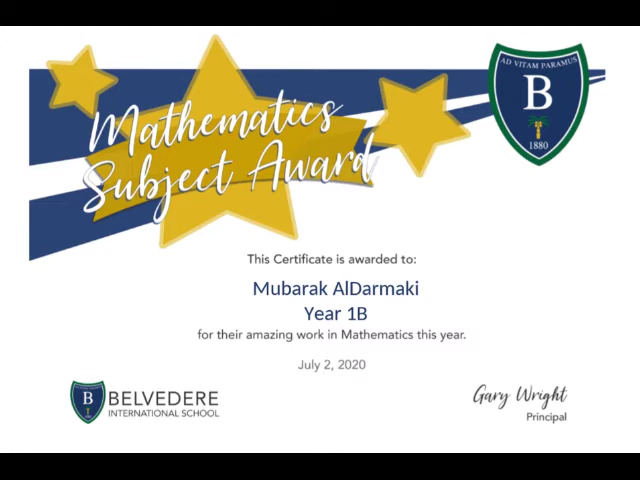 Mathematics
Subject Award
AD VITAM PARAMUS
B
1880
This Certificate is awarded to:
Mubarak AlDarmaki
Year 1B
for their amazing work in Mathematics this year.
July 2, 2020
B
BELVEDERE
INTERNATIONAL SCHOOL
Gary Wright
Principal